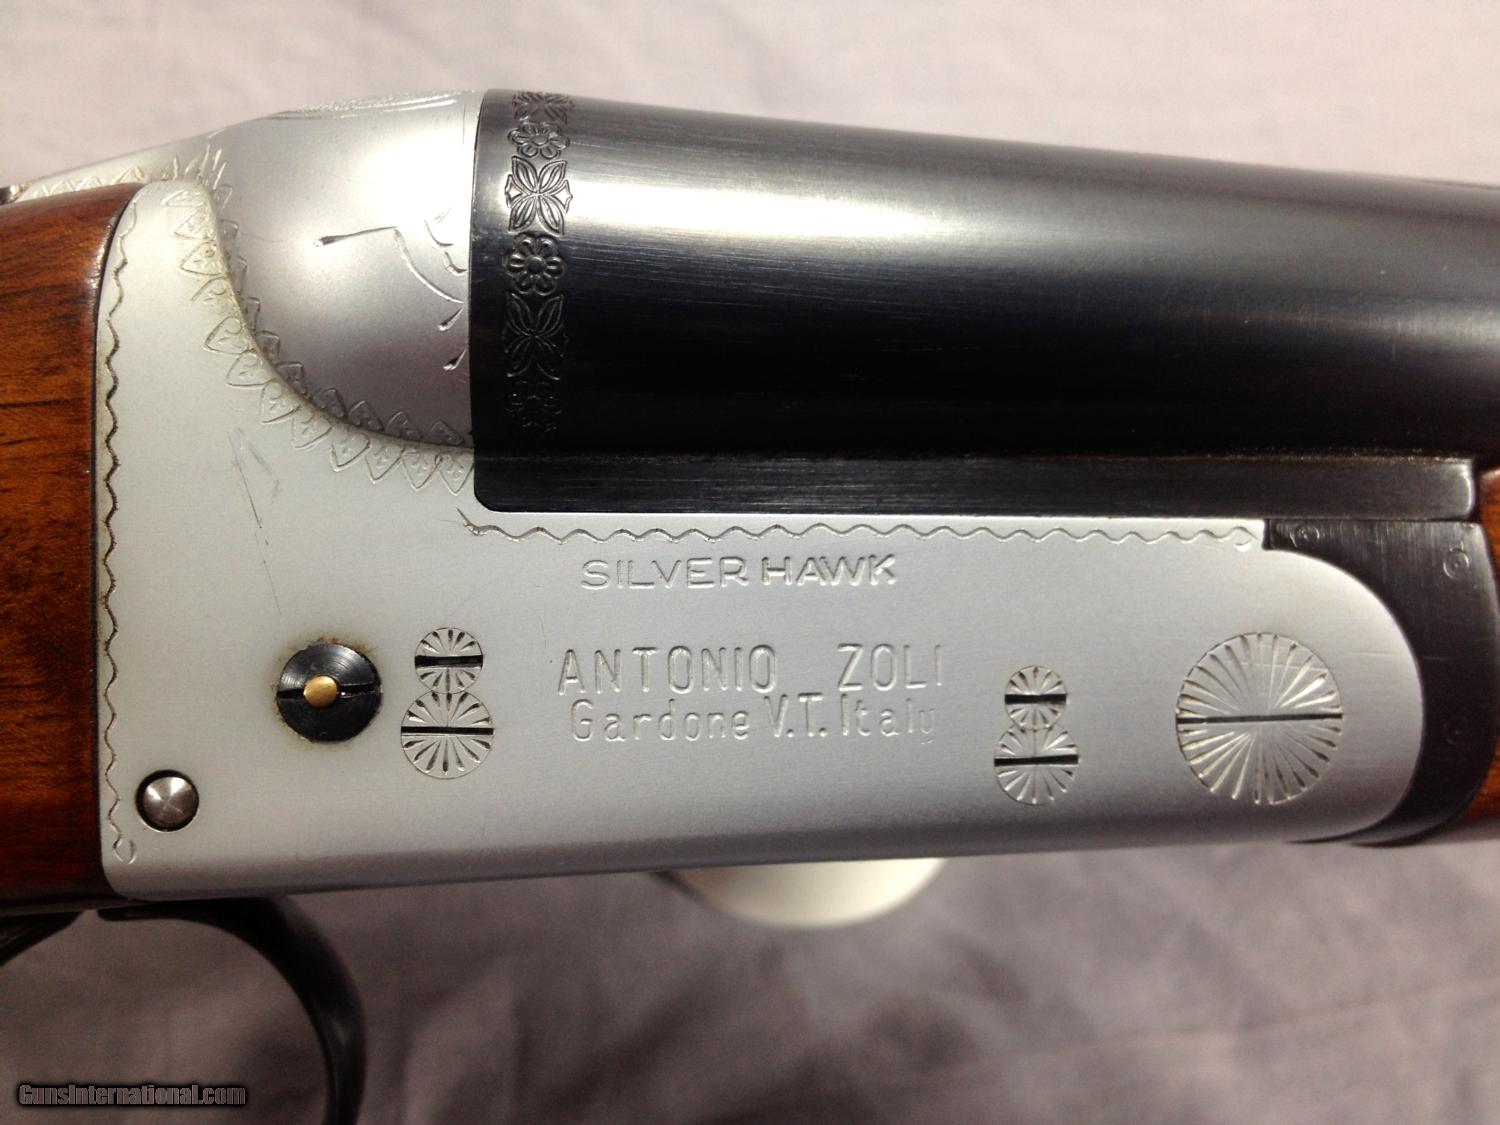 SILVER HAWK
ANTONIO ZOLI
Gardone V.T. Italy
GunsInternational.com